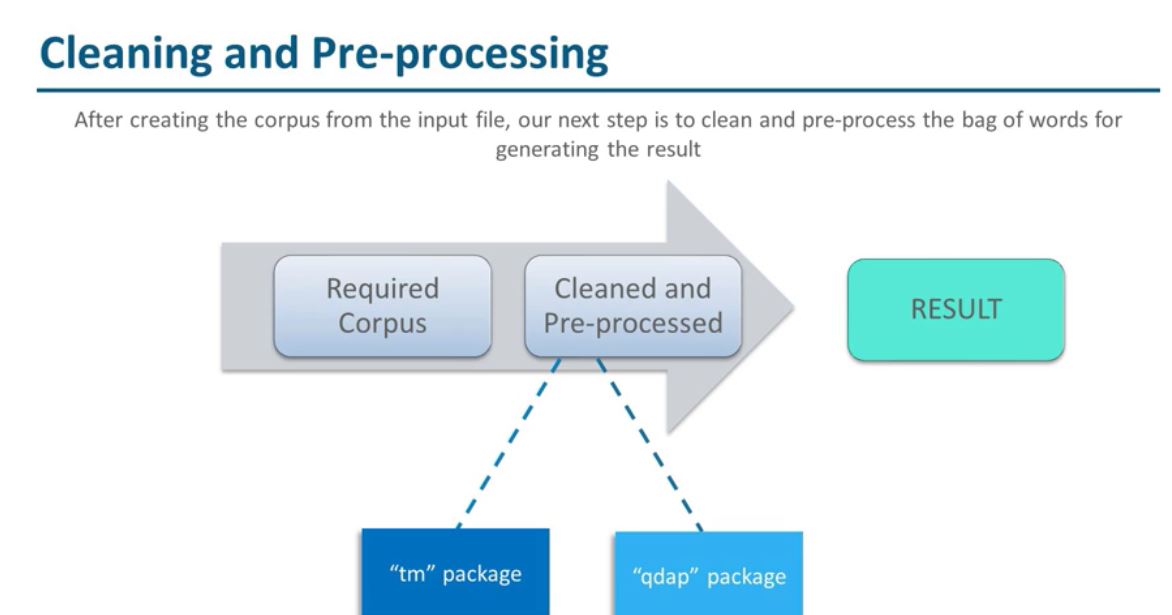 Cleaning and Pre-processing
After creating the corpus from the input file, our next step is to clean and pre-process the bag of words for
generating the result
Required
Corpus
Cleaned and
Pre-processed
RESULT
“tm” package
“qdap” package